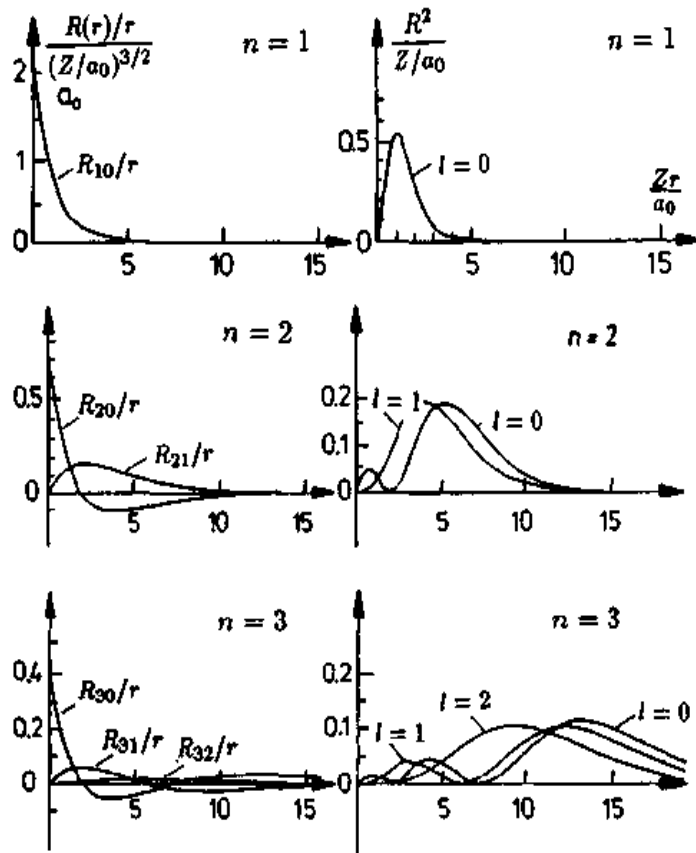 R(r)/r
(Z/a₀)^{3/2}
a₀
n = 1
2
1
0
R₁₀/r
5
10
15
R²
Z/a₀
n = 1
0.5
0
l = 0
Zr
a₀
5
10
15
n = 2
0.5
0
R₂₀/r
R₂₁/r
5
10
15
n = 2
0.2
0.1
0
l = 1
l = 0
5
10
15
n = 3
0,4
0.2
0
R₃₀/r
R₃₁/r
R₃₂/r
5
10
15
n = 3
0.2
0.1
0
l = 2
l = 1
l = 0
5
10
15